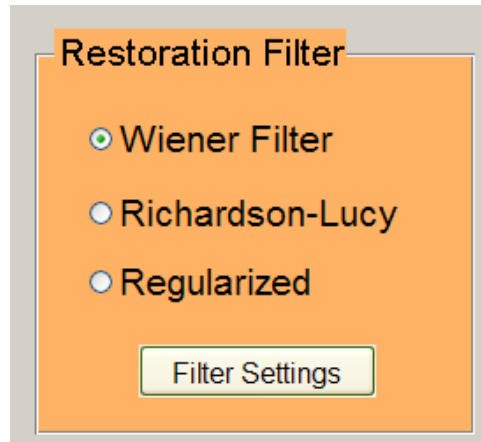 Restoration Filter
Wiener Filter
Richardson-Lucy
Regularized
Filter Settings